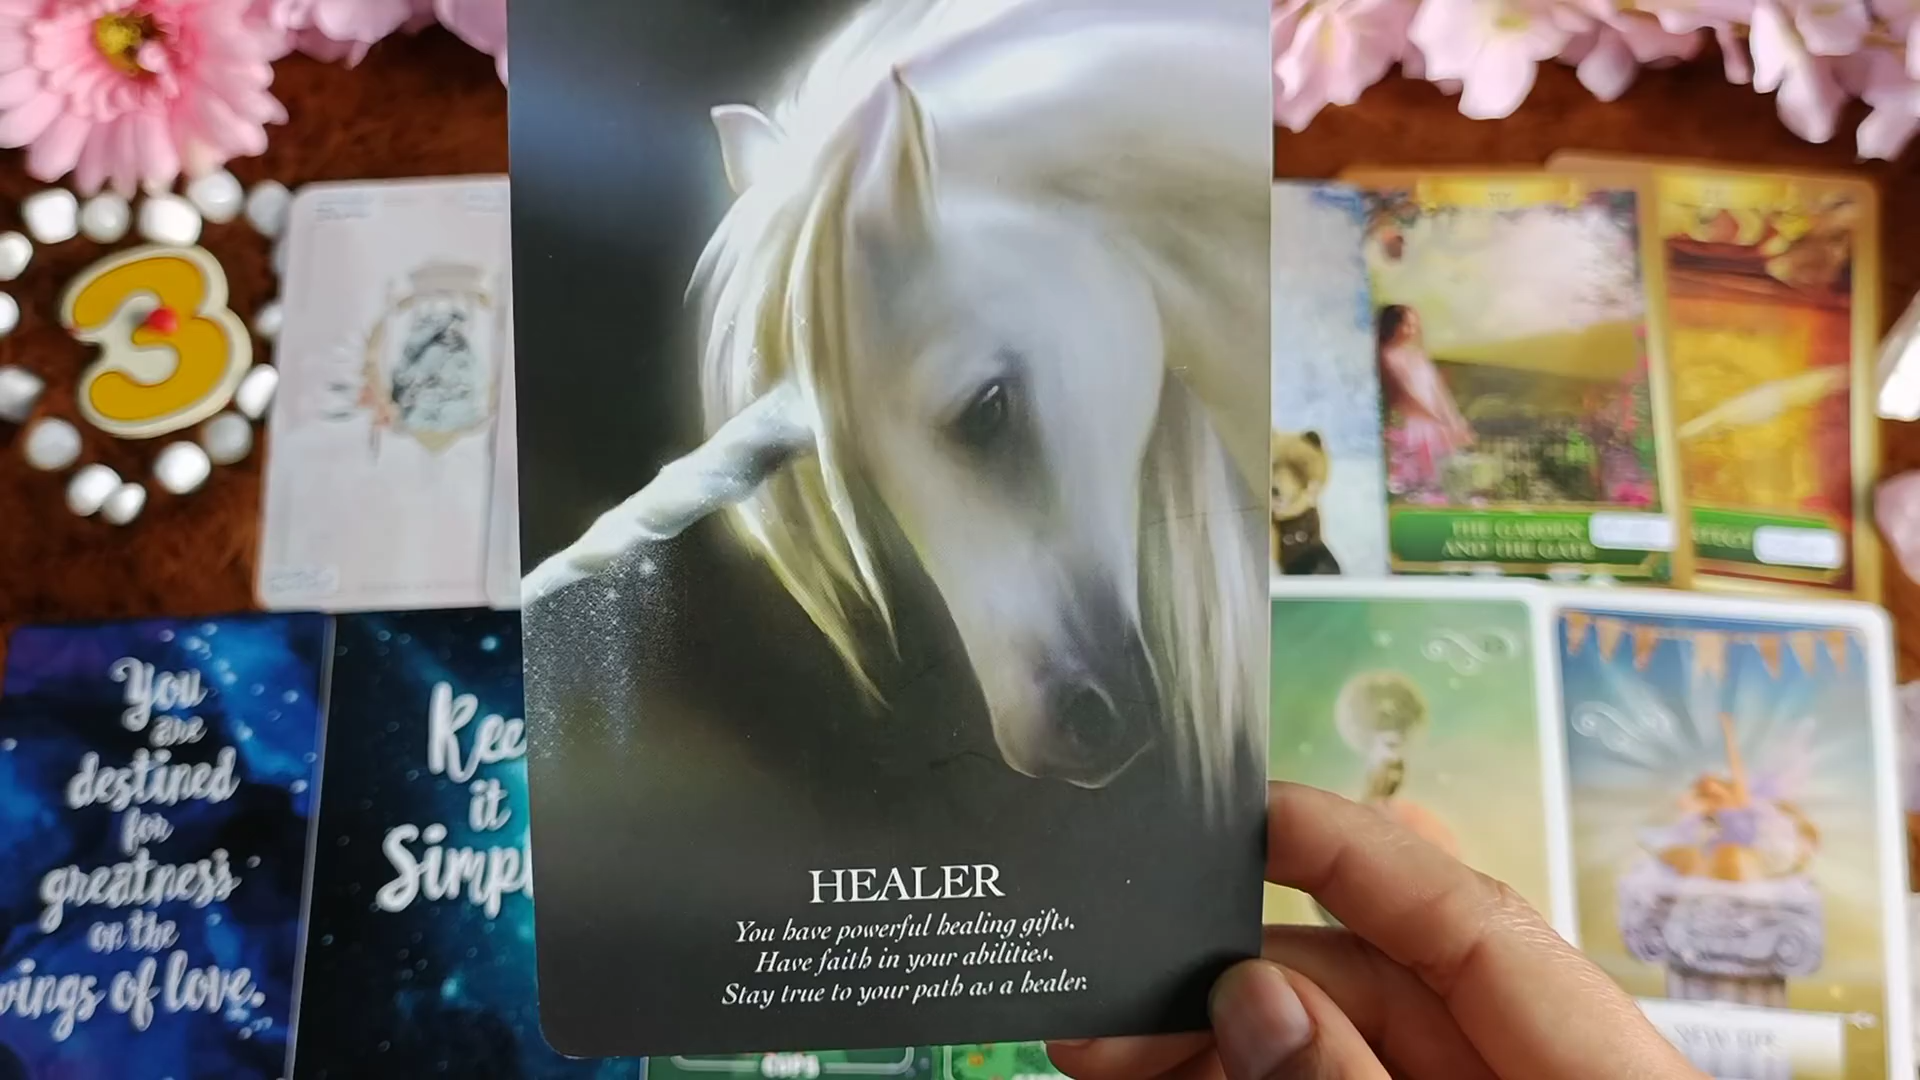 3
You
are
destined
for
greatness
on the
wings of love.
it
HEALER
You have powerful healing gifts.
Have faith in your abilities.
Stay true to your path as a healer.
THE GARDEN
AND THE GATE
CUPS